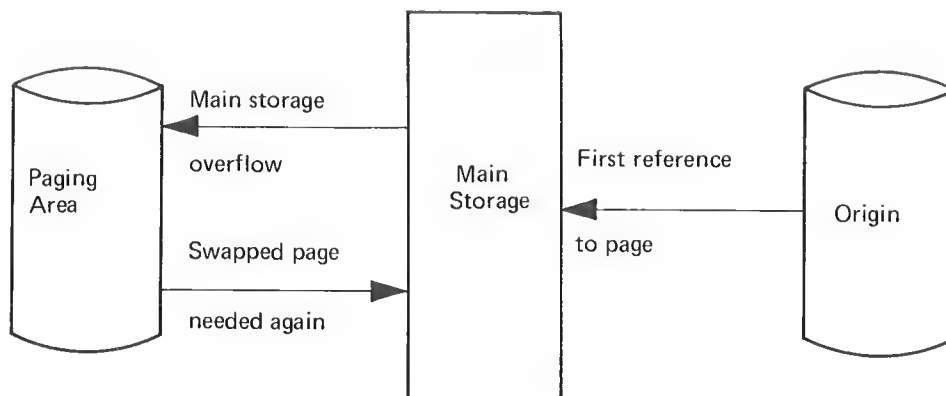 Main storage
overflow
Paging
Area
Swapped page
needed again
Main
Storage
First reference
to page
Origin